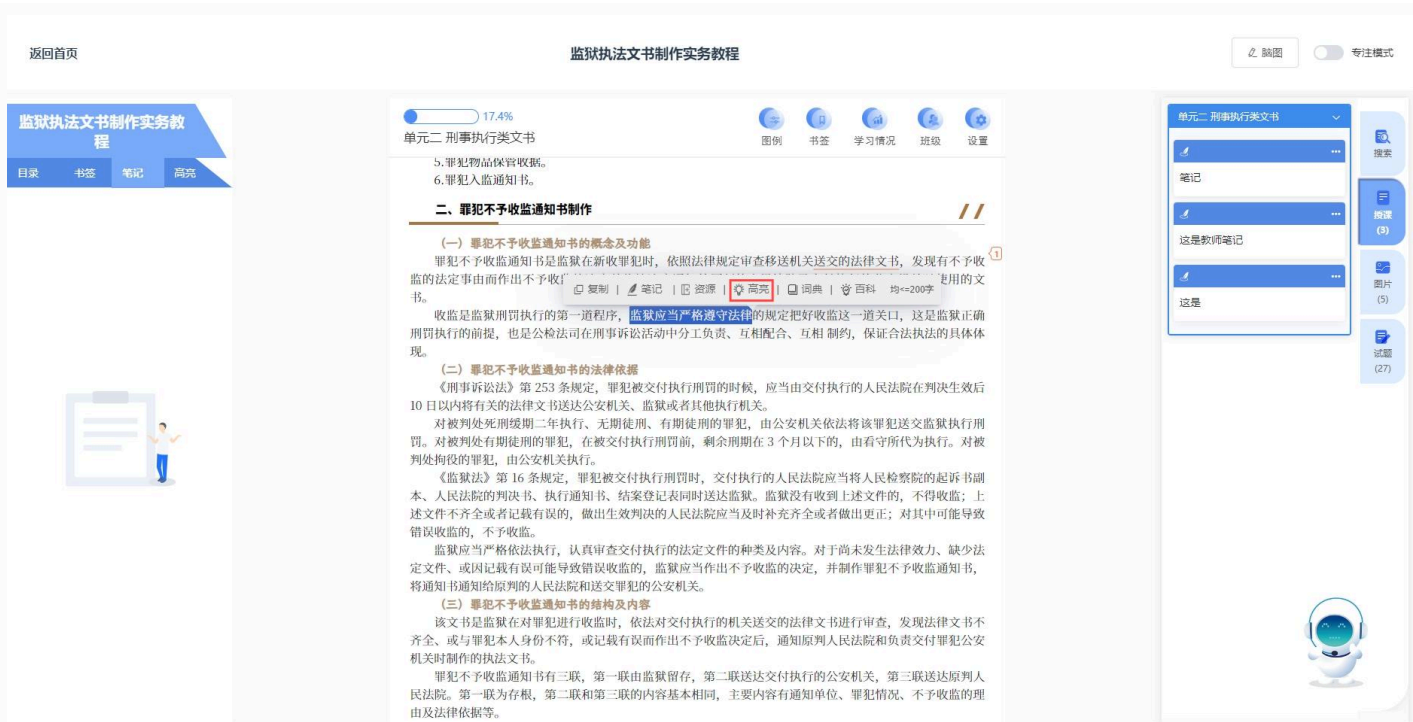 返回首页
监狱执法文书制作实务教程
脑图
专注模式
监狱执法文书制作实务教
程
目录
书签
笔记
高亮
17.4%
单元二 刑事执行类文书
图例
书签
学习情况
班级
设置
5.罪犯物品保管收据。
6.罪犯入监通知书。
二、罪犯不予收监通知书制作
（一）罪犯不予收监通知书的概念及功能
罪犯不予收监通知书是监狱在新收罪犯时，依照法律规定审查移送机关送交的法律文书，发现有不予收
1
监的法定事由而作出不予收
使用的文
书。
复制 | 笔记 | 资源 | 高亮 | 词典 | 百科 均<=200字
收监是监狱刑罚执行的第一道程序，监狱应当严格遵守法律的规定把好收监这一道关口，这是监狱正确
刑罚执行的前提，也是公检法司在刑事诉讼活动中分工负责、互相配合、互相 制约，保证合法执法的具体体
现。
（二）罪犯不予收监通知书的法律依据
《刑事诉讼法》第 253 条规定，罪犯被交付执行刑罚的时候，应当由交付执行的人民法院在判决生效后
10 日以内将有关的法律文书送达公安机关、监狱或者其他执行机关。
对被判处死刑缓期二年执行、无期徒刑、有期徒刑的罪犯，由公安机关依法将该罪犯送交监狱执行刑
罚。对被判处有期徒刑的罪犯，在被交付执行刑罚前，剩余刑期在 3 个月以下的，由看守所代为执行。对被
判处拘役的罪犯，由公安机关执行。
《监狱法》第 16 条规定，罪犯被交付执行刑罚时，交付执行的人民法院应当将人民检察院的起诉书副
本、人民法院的判决书、执行通知书、结案登记表同时送达监狱。监狱没有收到上述文件的，不得收监；上
述文件不齐全或者记载有误的，做出生效判决的人民法院应当及时补充齐全或者做出更正；对其中可能导致
错误收监的，不予收监。
监狱应当严格依法执行，认真审查交付执行的法定文件的种类及内容。对于尚未发生法律效力、缺少法
定文件、或因记载有误可能导致错误收监的，监狱应当作出不予收监的决定，并制作罪犯不予收监通知书，
将通知书通知给原判的人民法院和送交罪犯的公安机关。
（三）罪犯不予收监通知书的结构及内容
该文书是监狱在对罪犯进行收监时，依法对交付执行的机关送交的法律文书进行审查，发现法律文书不
齐全、或与罪犯本人身份不符，或记载有误而作出不予收监决定后，通知原判人民法院和负责交付罪犯公安
机关时制作的执法文书。
罪犯不予收监通知书有三联，第一联由监狱留存，第二联送达交付执行的公安机关，第三联送达原判人
民法院。第一联为存根，第二联和第三联的内容基本相同，主要内容有通知单位、罪犯情况、不予收监的理
由及法律依据等。
单元二 刑事执行类文书
笔记
这是教师笔记
这是
搜索
授课
(3)
图片
(5)
试题
(27)